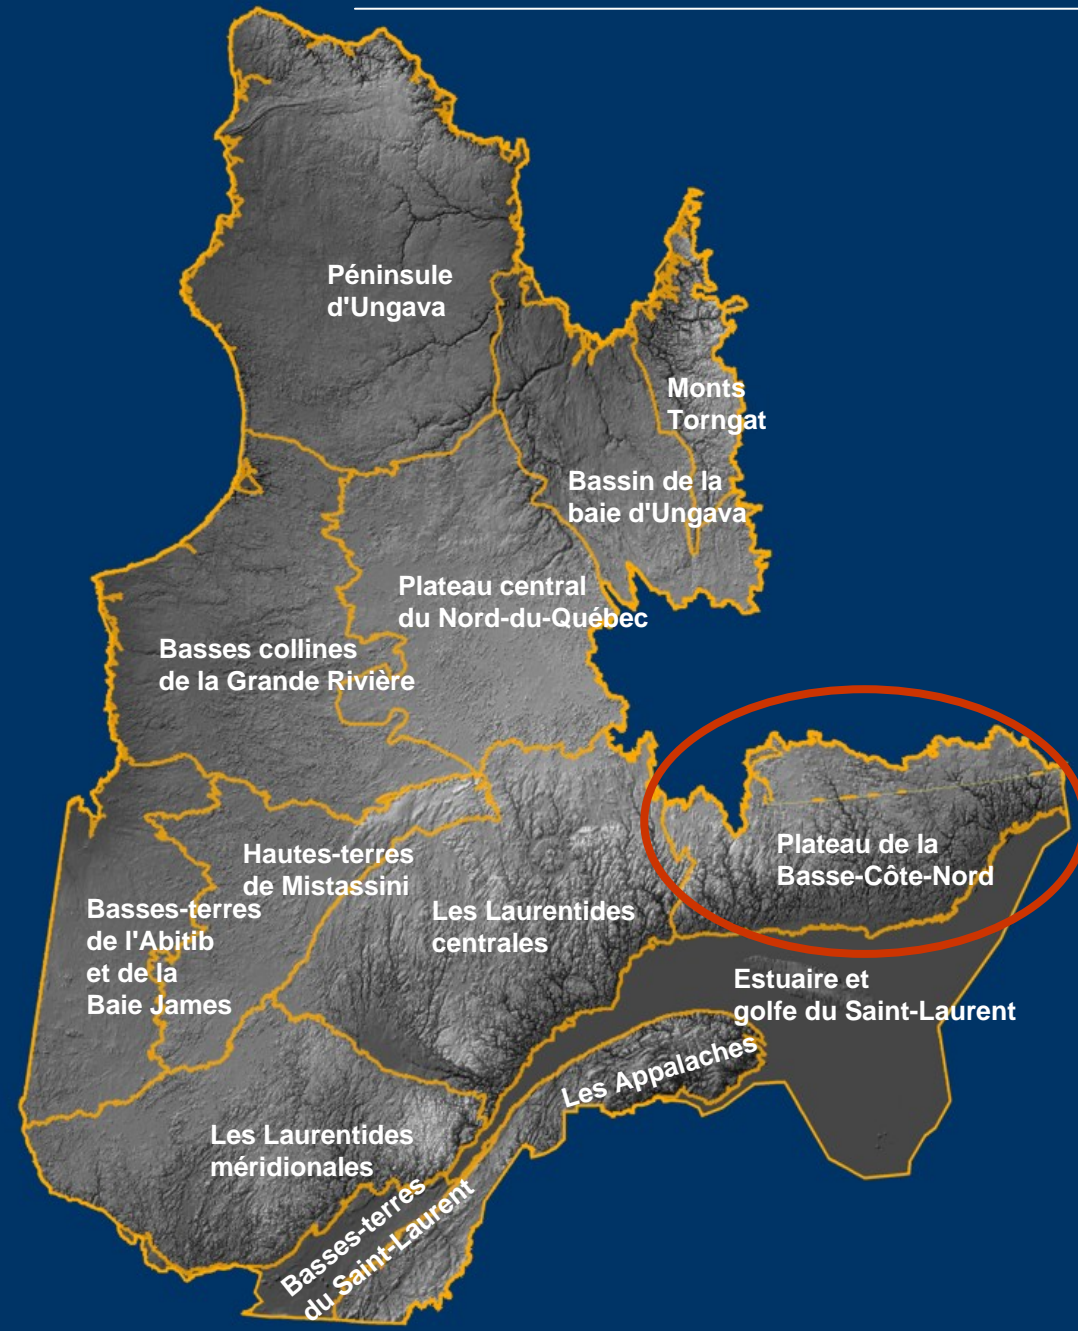 Péninsule
d'Ungava
Monts
Torngat
Bassin de la
baie d'Ungava
Plateau central
du Nord-du-Québec
Basses collines
de la Grande Rivière
Hautes-terres
de Mistassini
Plateau de la
Basse-Côte-Nord
Basses-terres
de l'Abitib
et de la
Baie James
Les Laurentides
centrales
Estuaire et
golfe du Saint-Laurent
Les Appalaches
Les Laurentides
méridionales
Basses-terres
du Saint-Laurent